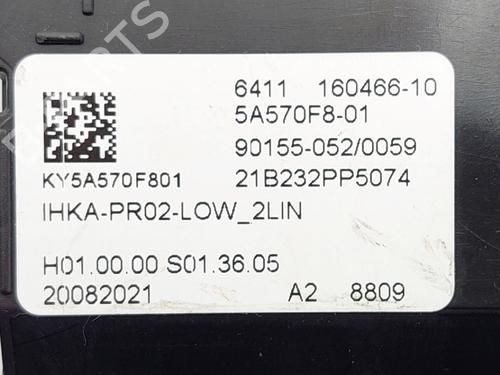 6411 160466-10
5A570F8-01
90155-052/0059
KY5A570F801 21B232PP5074
IHKA-PR02-LOW_2LIN
H01.00.00 S01.36.05
20082021 A2 8809